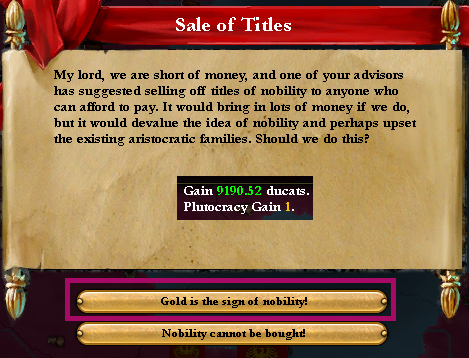 Sale of Titles
My lord, we are short of money, and one of your advisors
has suggested selling off titles of nobility to anyone who
can afford to pay. It would bring in lots of money if we do,
but it would devalue the idea of nobility and perhaps upset
the existing aristocratic families. Should we do this?
Gain 9190.52 ducats.
Plutocracy Gain 1.
Gold is the sign of nobility!
Nobility cannot be bought!